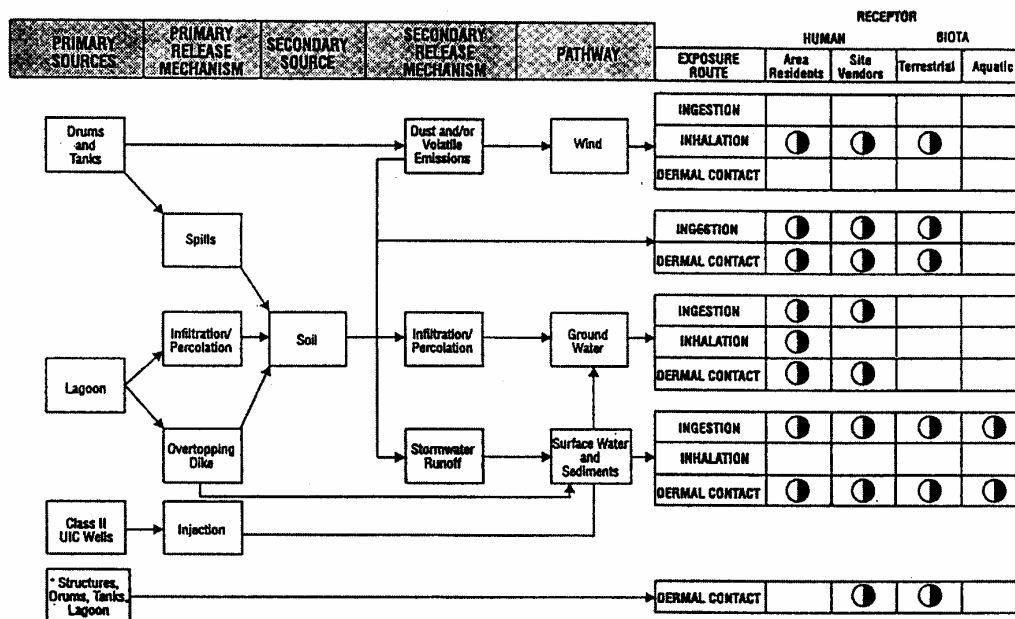 RECEPTOR
HUMAN
BIOTA
PRIMARY
SOURCES
PRIMARY
RELEASE
MECHANISM
SECONDARY
SOURCE
SECONDARY
RELEASE
MECHANISM
PATHWAY
EXPOSURE
ROUTE
Area
Residents
Site
Vendors
Terrestrial
Aquatic
Drums
and
Tanks
Dust and/or
Volatile
Emissions
Wind
INGESTION
INHALATION
DERMAL CONTACT
Spills
INGESTION
DERMAL CONTACT
Infiltration/
Percolation
Soil
Infiltration/
Percolation
Ground
Water
INGESTION
INHALATION
DERMAL CONTACT
Lagoon
Overtopping
Dike
Stormwater
Runoff
Surface Water
and
Sediments
INGESTION
INHALATION
DERMAL CONTACT
Class II
UIC Wells
Injection
* Structures,
Drums, Tanks,
Lagoon
DERMAL CONTACT